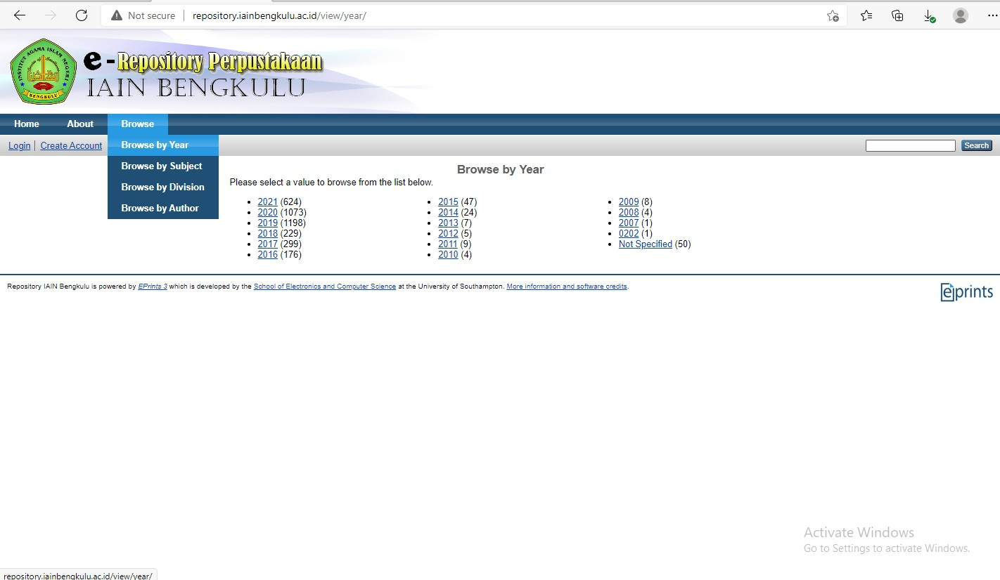 Not secure | repository.iainbengkulu.ac.id/view/year/
INSTITUT AGAMA ISLAM NEGERI
BENGKULU
e - Repository Perpustakaan
IAIN BENGKULU
Home About Browse
Login | Create Account
Search
Browse by Year
Browse by Subject
Browse by Division
Browse by Author
Browse by Year
Please select a value to browse from the list below.
2021 (624)
2020 (1073)
2019 (1198)
2018 (229)
2017 (299)
2016 (176)
2015 (47)
2014 (24)
2013 (7)
2012 (5)
2011 (9)
2010 (4)
2009 (8)
2008 (4)
2007 (1)
0202 (1)
Not Specified (50)
Repository IAIN Bengkulu is powered by EPrints 3 which is developed by the School of Electronics and Computer Science at the University of Southampton. More information and software credits.
eprints
Activate Windows
Go to Settings to activate Windows.
repository.iainbengkulu.ac.id/view/year/